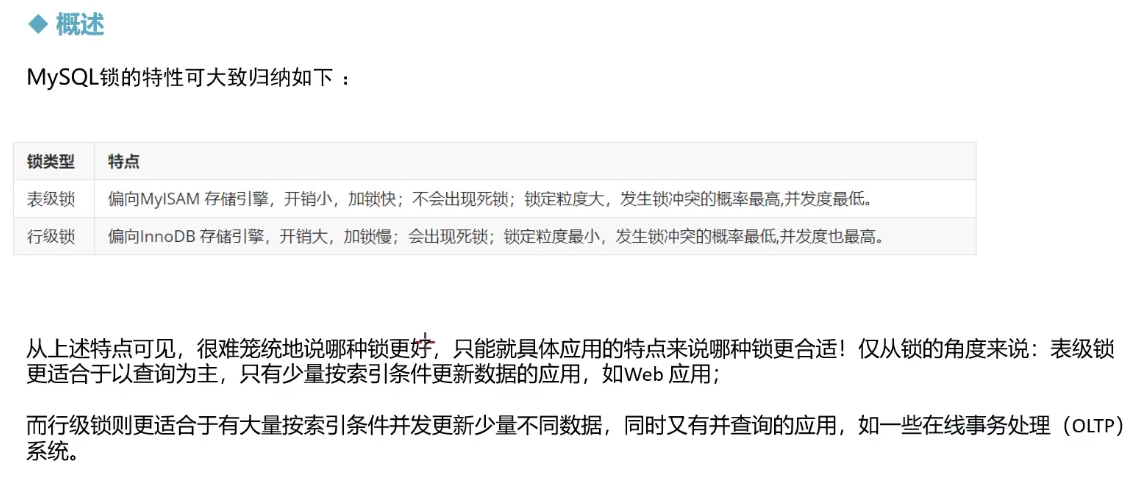 ◆ 概述
MySQL锁的特性可大致归纳如下 ：
锁类型 特点
表级锁 偏向MyISAM 存储引擎，开销小，加锁快；不会出现死锁；锁定粒度大，发生锁冲突的概率最高,并发度最低。
行级锁 偏向InnoDB 存储引擎，开销大，加锁慢；会出现死锁；锁定粒度最小，发生锁冲突的概率最低,并发度也最高。
从上述特点可见，很难笼统地说哪种锁更好，只能就具体应用的特点来说哪种锁更合适！仅从锁的角度来说：表级锁
更适合于以查询为主，只有少量按索引条件更新数据的应用，如Web 应用；
而行级锁则更适合于有大量按索引条件并发更新少量不同数据，同时又有并查询的应用，如一些在线事务处理（OLTP）
系统。